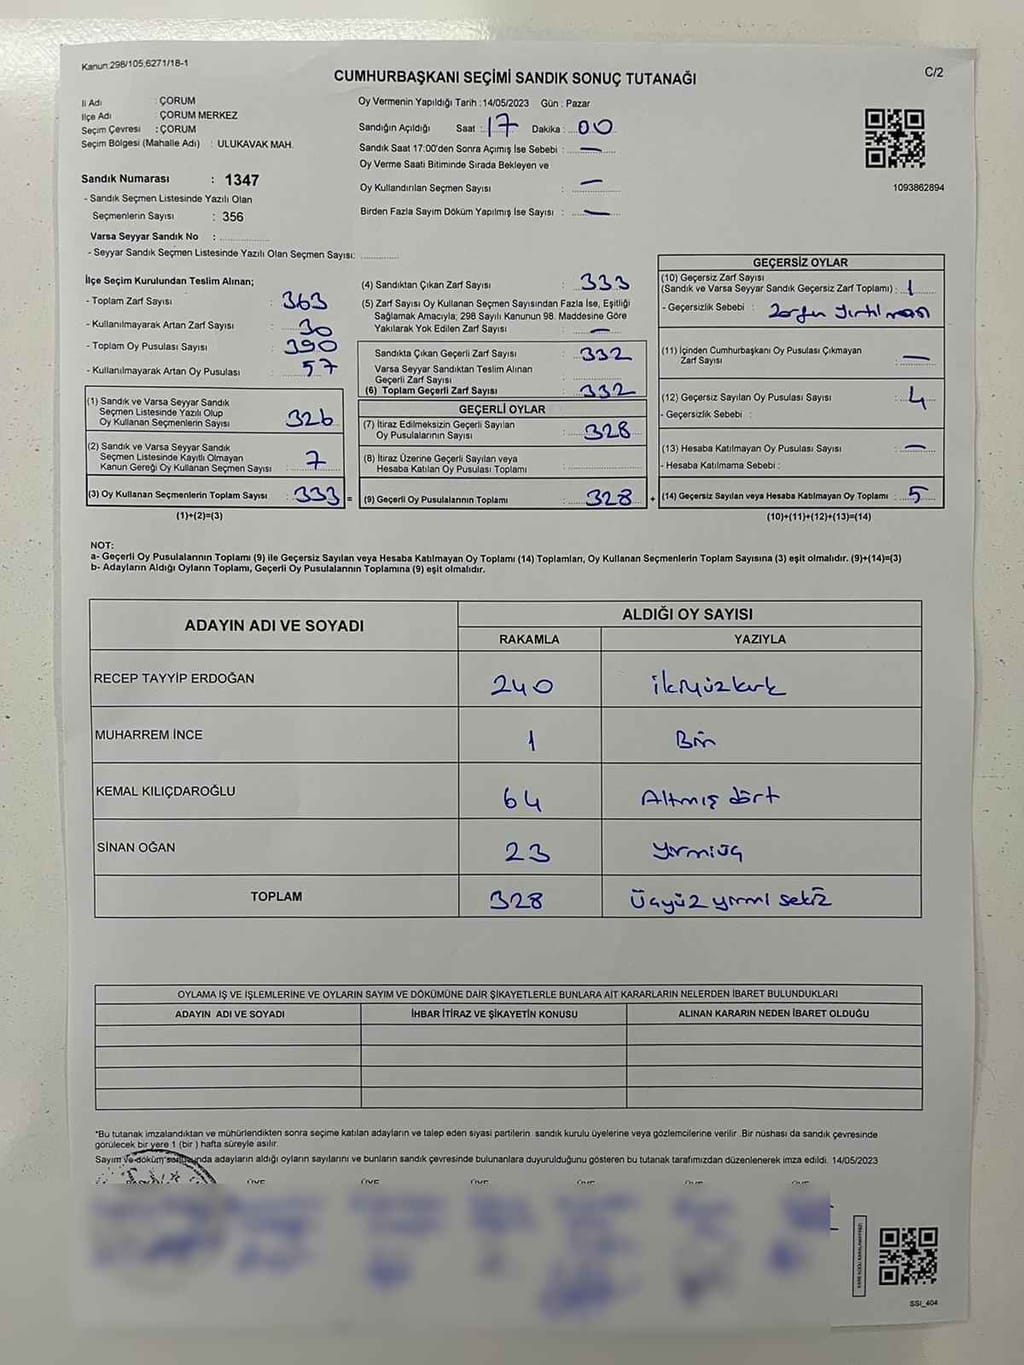 Kanun:298/105;6271/18-1
CUMHURBAŞKANI SEÇİMİ SANDIK SONUÇ TUTANAĞI
C/2
İl Adı : ÇORUM
İlçe Adı : ÇORUM MERKEZ
Seçim Çevresi : ÇORUM
Seçim Bölgesi (Mahalle Adı) : ULUKAVAK MAH.
Sandık Numarası : 1347
- Sandık Seçmen Listesinde Yazılı Olan
Seçmenlerin Sayısı : 356
Varsa Seyyar Sandık No :
- Seyyar Sandık Seçmen Listesinde Yazılı Olan Seçmen Sayısı:
Oy Vermenin Yapıldığı Tarih : 14/05/2023 Gün : Pazar
Sandığın Açıldığı Saat : 17 Dakika : 00
Sandık Saat 17:00'den Sonra Açımış İse Sebebi : —
Oy Verme Saati Bitiminde Sırada Bekleyen ve
Oy Kullandırılan Seçmen Sayısı : —
Birden Fazla Sayım Döküm Yapılmış İse Sayısı : —
1093862894
İlçe Seçim Kurulundan Teslim Alınan;
- Toplam Zarf Sayısı : 363
- Kullanılmayarak Artan Zarf Sayısı : 30
- Toplam Oy Pusulası Sayısı : 390
- Kullanılmayarak Artan Oy Pusulası : 57
(1) Sandık ve Varsa Seyyar Sandık
Seçmen Listesinde Yazılı Olup
Oy Kullanan Seçmenlerin Sayısı : 326
(2) Sandık ve Varsa Seyyar Sandık
Seçmen Listesinde Kayıtlı Olmayan
Kanun Gereği Oy Kullanan Seçmen Sayısı : 7
(3) Oy Kullanan Seçmenlerin Toplam Sayısı : 333 =
(1)+(2)=(3)
(4) Sandıktan Çıkan Zarf Sayısı : 333
(5) Zarf Sayısı Oy Kullanan Seçmen Sayısından Fazla İse, Eşitliği
Sağlamak Amacıyla; 298 Sayılı Kanunun 98. Maddesine Göre
Yakılarak Yok Edilen Zarf Sayısı : —
Sandıkta Çıkan Geçerli Zarf Sayısı : 332
Varsa Seyyar Sandıktan Teslim Alınan
Geçerli Zarf Sayısı :
(6) Toplam Geçerli Zarf Sayısı : 332
GEÇERLİ OYLAR
(7) İtiraz Edilmeksizin Geçerli Sayılan
Oy Pusulalarının Sayısı : 328
(8) İtiraz Üzerine Geçerli Sayılan veya
Hesaba Katılan Oy Pusulası Toplamı :
(9) Geçerli Oy Pusulalarının Toplamı : 328 +
GEÇERSİZ OYLAR
(10) Geçersiz Zarf Sayısı
(Sandık ve Varsa Seyyar Sandık Geçersiz Zarf Toplamı) : 1
- Geçersizlik Sebebi : Zarfın Yırtılması
(11) İçinden Cumhurbaşkanı Oy Pusulası Çıkmayan
Zarf Sayısı : —
(12) Geçersiz Sayılan Oy Pusulası Sayısı : 4
- Geçersizlik Sebebi :
(13) Hesaba Katılmayan Oy Pusulası Sayısı : —
- Hesaba Katılmama Sebebi :
(14) Geçersiz Sayılan veya Hesaba Katılmayan Oy Toplamı : 5
(10)+(11)+(12)+(13)=(14)
NOT:
a- Geçerli Oy Pusulalarının Toplamı (9) ile Geçersiz Sayılan veya Hesaba Katılmayan Oy Toplamı (14) Toplamları, Oy Kullanan Seçmenlerin Toplam Sayısına (3) eşit olmalıdır. (9)+(14)=(3)
b- Adayların Aldığı Oyların Toplamı, Geçerli Oy Pusulalarının Toplamına (9) eşit olmalıdır.
ADAYIN ADI VE SOYADI
ALDIĞI OY SAYISI
RAKAMLA YAZIYLA
RECEP TAYYİP ERDOĞAN 240 ikiyüzkırk
MUHARREM İNCE 1 Bir
KEMAL KILIÇDAROĞLU 64 Altmış dört
SİNAN OĞAN 23 yirmiüç
TOPLAM 328 Üçyüz yirmi sekiz
OYLAMA İŞ VE İŞLEMLERİNE VE OYLARIN SAYIM VE DÖKÜMÜNE DAİR ŞİKAYETLERLE BUNLARA AİT KARARLARIN NELERDEN İBARET BULUNDUKLARI
ADAYIN ADI VE SOYADI İHBAR İTİRAZ VE ŞİKAYETİN KONUSU ALINAN KARARIN NEDEN İBARET OLDUĞU
*Bu tutanak imzalandıktan ve mühürlendikten sonra seçime katılan adayların ve talep eden siyasi partilerin sandık kurulu üyelerine veya gözlemcilerine verilir .Bir nüshası da sandık çevresinde
görülecek bir yere 1 (bir ) hafta süreyle asılır.
Sayım ve döküm sonucunda adayların aldığı oyların sayılarını ve bunların sandık çevresinde bulunanlara duyurulduğunu gösteren bu tutanak tarafımızdan düzenlenerek imza edildi. 14/05/2023
ÜYE ÜYE ÜYE ÜYE ÜYE ÜYE
SSI_404